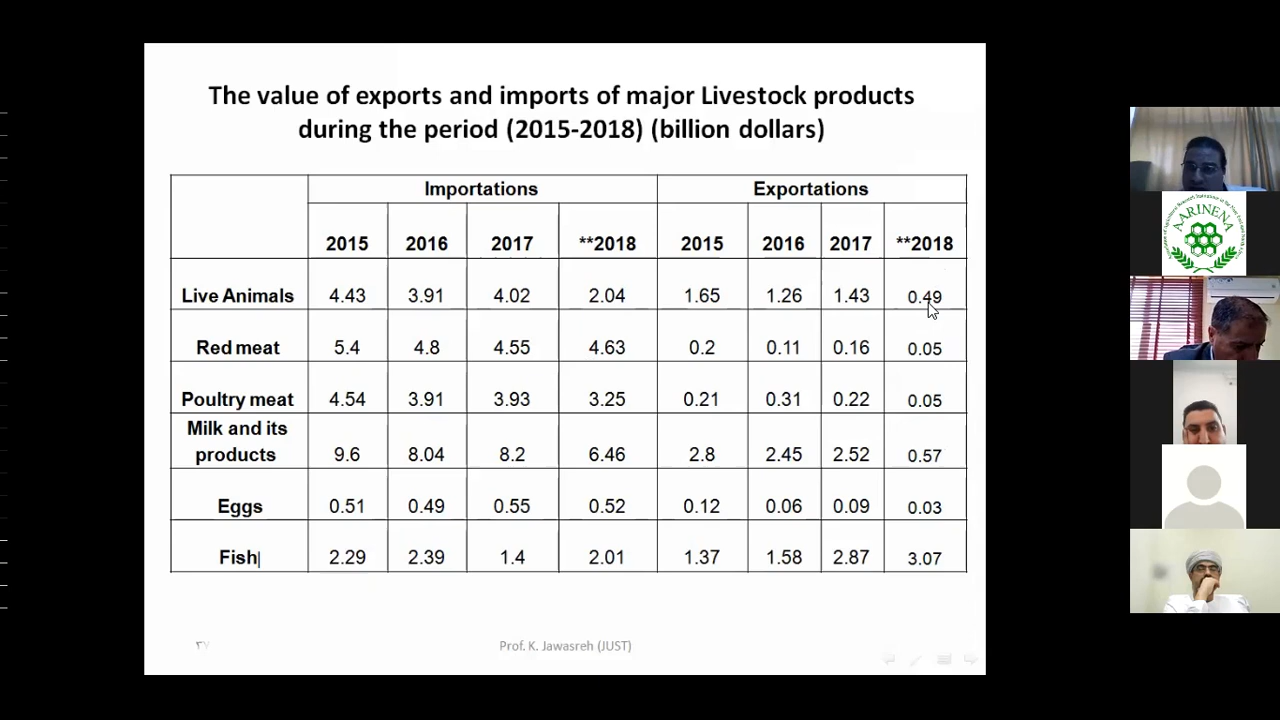 The value of exports and imports of major Livestock products
during the period (2015-2018) (billion dollars)
Importations Exportations
2015 2016 2017 **2018 2015 2016 2017 **2018
Live Animals 4.43 3.91 4.02 2.04 1.65 1.26 1.43 0.49
Red meat 5.4 4.8 4.55 4.63 0.2 0.11 0.16 0.05
Poultry meat 4.54 3.91 3.93 3.25 0.21 0.31 0.22 0.05
Milk and its
products 9.6 8.04 8.2 6.46 2.8 2.45 2.52 0.57
Eggs 0.51 0.49 0.55 0.52 0.12 0.06 0.09 0.03
Fish 2.29 2.39 1.4 2.01 1.37 1.58 2.87 3.07
٣٧ Prof. K. Jawasreh (JUST)
AARINENA